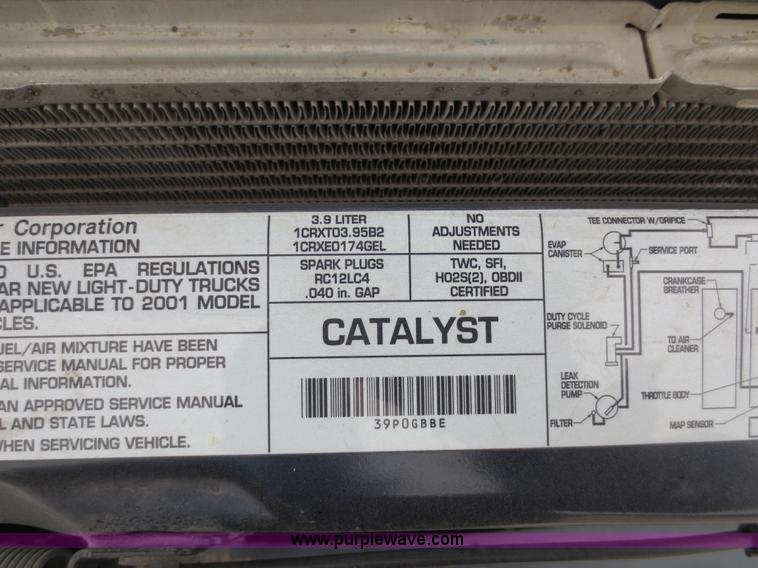 r Corporation
E INFORMATION
U.S. EPA REGULATIONS
AR NEW LIGHT-DUTY TRUCKS
APPLICABLE TO 2001 MODEL
CLES.
UEL/AIR MIXTURE HAVE BEEN
SERVICE MANUAL FOR PROPER
AL INFORMATION.
AN APPROVED SERVICE MANUAL
L AND STATE LAWS.
WHEN SERVICING VEHICLE.
3.9 LITER
1CRXT03.95B2
1CRXE0174GEL
NO
ADJUSTMENTS
NEEDED
SPARK PLUGS
RC12LC4
.040 in. GAP
TWC, SFI,
HO2S(2), OBDII
CERTIFIED
CATALYST
39P0GBBE
TEE CONNECTOR W/ORIFICE
EVAP
CANISTER
SERVICE PORT
CRANKCASE
BREATHER
DUTY CYCLE
PURGE SOLENOID
TO AIR
CLEANER
LEAK
DETECTION
PUMP
THROTTLE BODY
FILTER
MAP SENSOR
www.purplewave.com